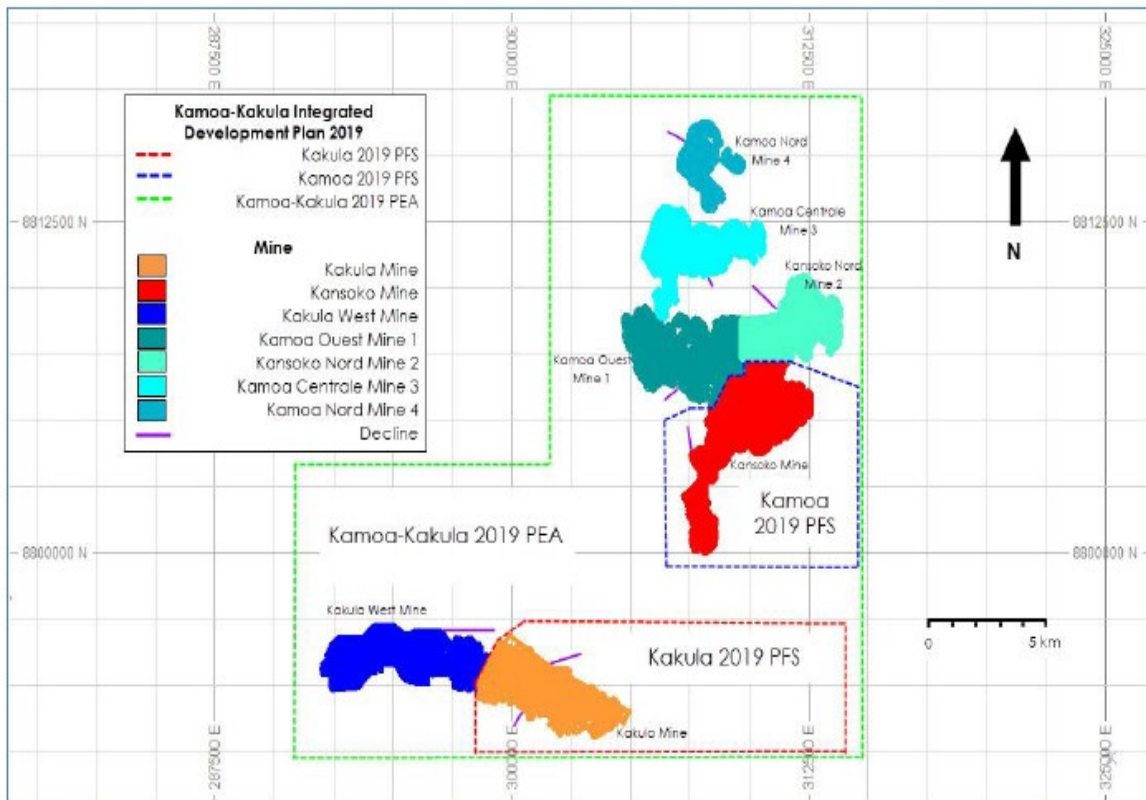 287500 E
300000 E
312500 E
325000 E
Kamoa-Kakula Integrated
Development Plan 2019
Kakula 2019 PFS
Kamoa 2019 PFS
Kamoa-Kakula 2019 PEA
Mine
Kakula Mine
Kansoko Mine
Kakula West Mine
Kamoa Ouest Mine 1
Kansoko Nord Mine 2
Kamoa Centrale Mine 3
Kamoa Nord Mine 4
Decline
Kamoa Nord
Mine 4
8812500 N
8812500 N
Kamoa Centrale
Mine 3
N
Kansoko Nord
Mine 2
Kamoa Ouest
Mine 1
Kansoko Mine
Kamoa
2019 PFS
Kamoa-Kakula 2019 PEA
8800000 N
8800000 N
Kakula West Mine
0
5 km
Kakula 2019 PFS
Kakula Mine
287500 E
300000 E
312500 E
325000 E